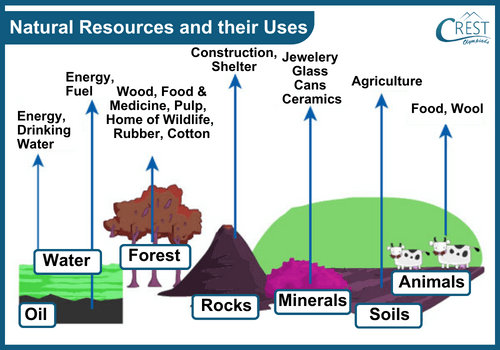 Natural Resources and their Uses
CREST
Olympiads
Energy,
Drinking
Water
Energy,
Fuel
Wood, Food &
Medicine, Pulp,
Home of Wildlife,
Rubber, Cotton
Construction,
Shelter
Jewelery
Glass
Cans
Ceramics
Agriculture
Food, Wool
Water
Oil
Forest
Rocks
Minerals
Soils
Animals